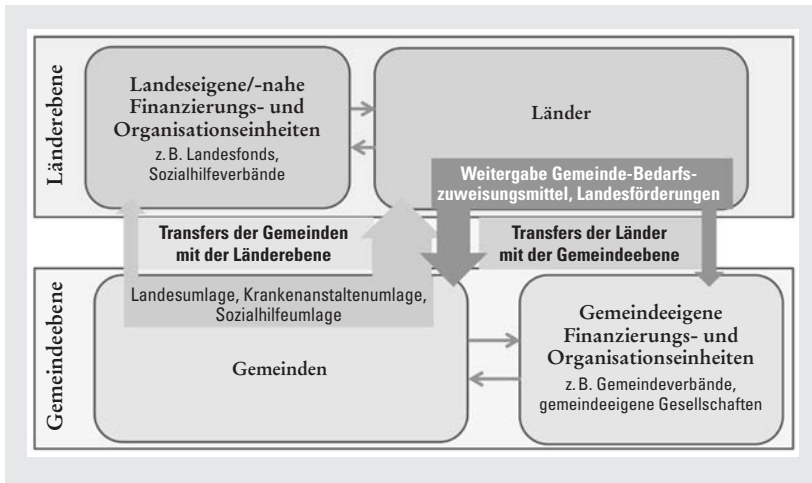 Länderebene
Landeseigene/-nahe
Finanzierungs- und
Organisationseinheiten
z. B. Landesfonds,
Sozialhilfeverbände
Länder
Weitergabe Gemeinde-Bedarfs-
zuweisungsmittel, Landesförderungen
Transfers der Gemeinden
mit der Länderebene
Transfers der Länder
mit der Gemeindeebene
Gemeindeebene
Landesumlage, Krankenanstaltenumlage,
Sozialhilfeumlage
Gemeinden
Gemeindeeigene
Finanzierungs- und
Organisationseinheiten
z. B. Gemeindeverbände,
gemeindeeigene Gesellschaften